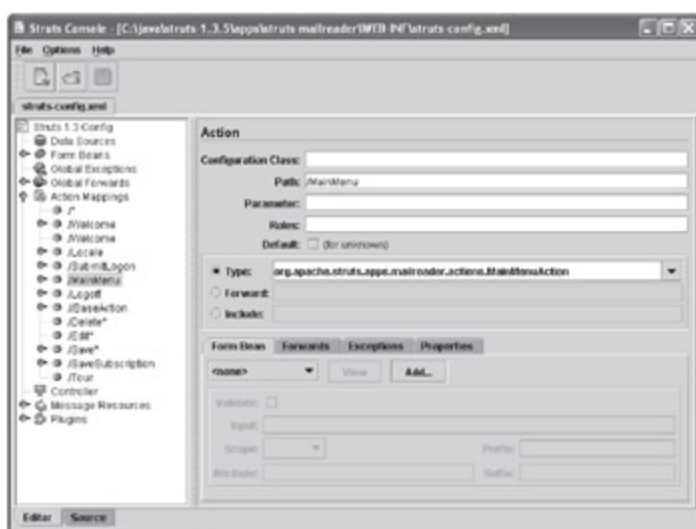 Struts Console - [C:\java\struts 1.3.5\apps\struts mailreader\WEB-INF\struts-config.xml]
File Options Help
struts-config.xml
Struts 1.3 Config
Data Sources
Form Beans
Global Exceptions
Global Forwards
Action Mappings
/*
/Welcome
/Welcome
/Locale
/SubmitLogon
/MainMenu
/Logoff
/BaseAction
/Delete*
/Edit*
/Save*
/SaveSubscription
/Tour
Controller
Message Resources
Plugins
Action
Configuration Class:
Path: /MainMenu
Parameter:
Roles:
Default: (for unknown)
Type: org.apache.struts.apps.mailreader.actions.MainMenuAction
Forward:
Include:
Form Bean Forwards Exceptions Properties
<none> View Add...
Validate:
Input:
Scope: Prefix:
Attribute: Suffix:
Editor Source